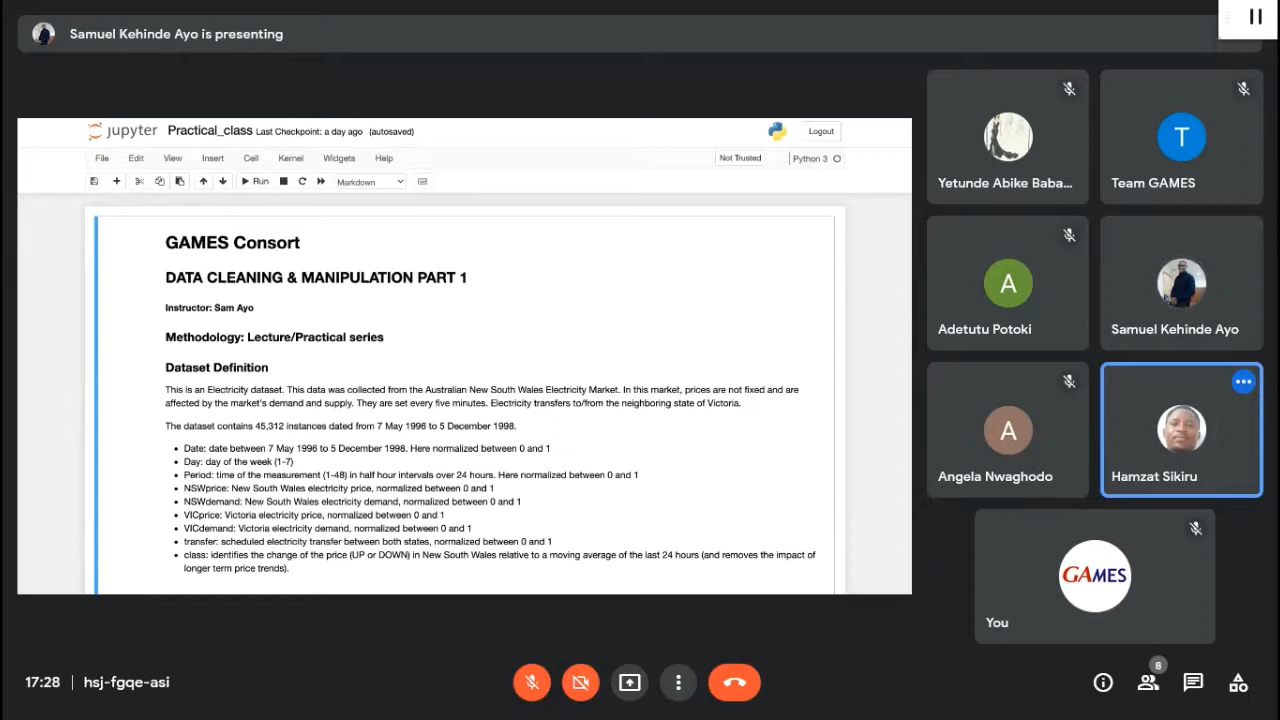 Samuel Kehinde Ayo is presenting
jupyter Practical_class Last Checkpoint: a day ago (autosaved)
Logout
File Edit View Insert Cell Kernel Widgets Help
Not Trusted
Python 3
Run
Markdown
GAMES Consort
DATA CLEANING & MANIPULATION PART 1
Instructor: Sam Ayo
Methodology: Lecture/Practical series
Dataset Definition
This is an Electricity dataset. This data was collected from the Australian New South Wales Electricity Market. In this market, prices are not fixed and are
affected by the market's demand and supply. They are set every five minutes. Electricity transfers to/from the neighboring state of Victoria.
The dataset contains 45,312 instances dated from 7 May 1996 to 5 December 1998.
• Date: date between 7 May 1996 to 5 December 1998. Here normalized between 0 and 1
• Day: day of the week (1-7)
• Period: time of the measurement (1-48) in half hour intervals over 24 hours. Here normalized between 0 and 1
• NSWprice: New South Wales electricity price, normalized between 0 and 1
• NSWdemand: New South Wales electricity demand, normalized between 0 and 1
• VICprice: Victoria electricity price, normalized between 0 and 1
• VICdemand: Victoria electricity demand, normalized between 0 and 1
• transfer: scheduled electricity transfer between both states, normalized between 0 and 1
• class: identifies the change of the price (UP or DOWN) in New South Wales relative to a moving average of the last 24 hours (and removes the impact of
longer term price trends).
Yetunde Abike Baba...
T
Team GAMES
A
Adetutu Potoki
Samuel Kehinde Ayo
A
Angela Nwaghodo
Hamzat Sikiru
GAMES
You
17:28 | hsj-fgqe-asi
8